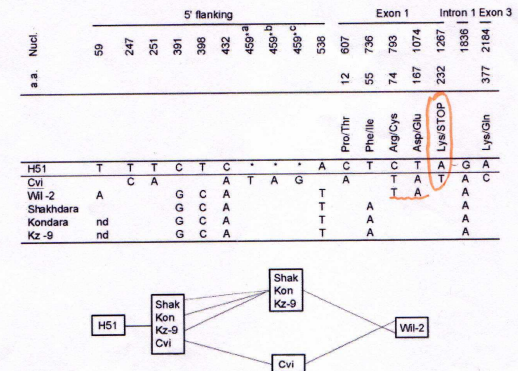 5' flanking Exon 1 Intron 1 Exon 3
Nucl. 59 247 251 391 398 432 459*a 459*b 459*c 538 607 736 793 1074 1267 1836 2184
a.a. 12 55 74 167 232 377
Pro/Thr Phe/Ile Arg/Cys Asp/Glu Lys/STOP Lys/Gln
H51 T T T C T C * * * A C T C T A G A
Cvi C A A T A G A T A T A C
Wil-2 A G C A T T A A
Shakhdara G C A T A A
Kondara nd G C A T A A
Kz-9 nd G C A T A A
H51
Shak
Kon
Kz-9
Cvi
Shak
Kon
Kz-9
Cvi
Wil-2